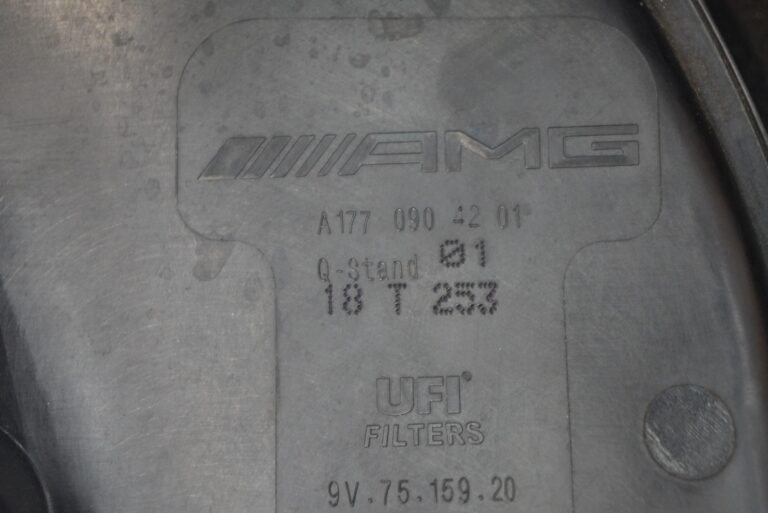 AMG
A177 090 42 01
Q-Stand 01
18 T 253
UFI®
FILTERS
9V.75.159.20